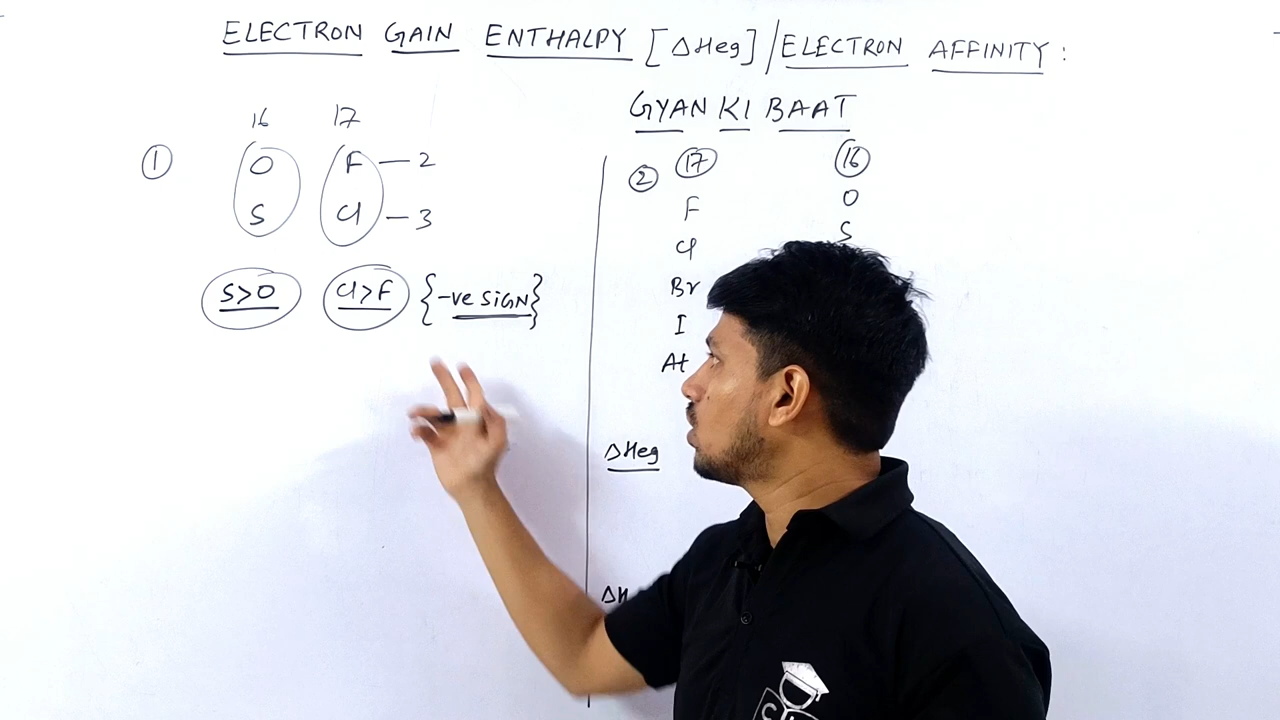 ELECTRON GAIN ENTHALPY [ΔHeg] / ELECTRON AFFINITY :
GYAN KI BAAT
16 17
① O F — 2
S Cl — 3
S>O Cl>F {-ve SIGN}
② 17 16
F O
Cl S
Br
I
At
ΔHeg
ΔH